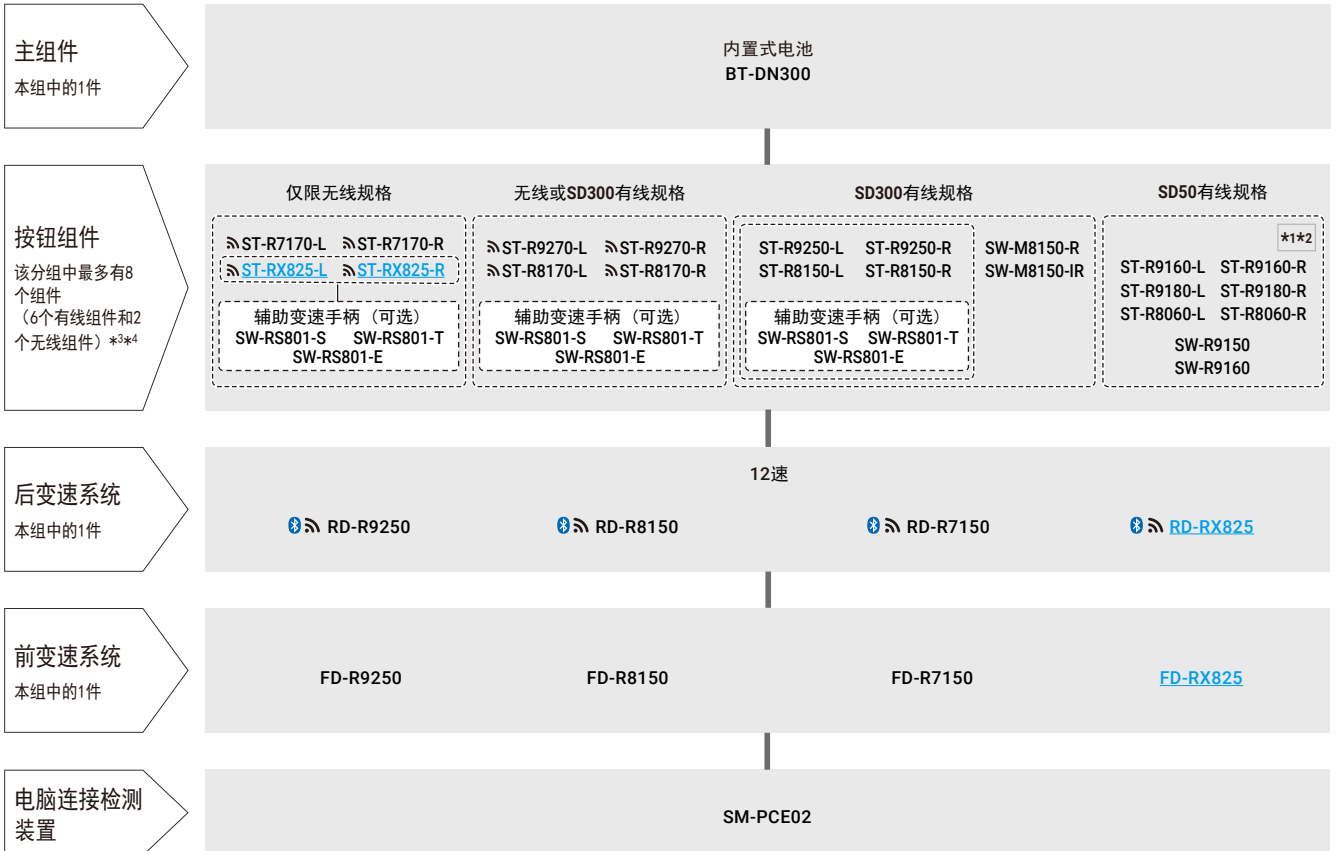 主组件
本组中的1件
内置式电池
BT-DN300
按钮组件
该分组中最多有8
个组件
（6个有线组件和2
个无线组件）*3*4
仅限无线规格
ST-R7170-L ST-R7170-R
ST-RX825-L ST-RX825-R
辅助变速手柄（可选）
SW-RS801-S SW-RS801-T
SW-RS801-E
无线或SD300有线规格
ST-R9270-L ST-R9270-R
ST-R8170-L ST-R8170-R
辅助变速手柄（可选）
SW-RS801-S SW-RS801-T
SW-RS801-E
SD300有线规格
ST-R9250-L ST-R9250-R
ST-R8150-L ST-R8150-R
辅助变速手柄（可选）
SW-RS801-S SW-RS801-T
SW-RS801-E
SW-M8150-R
SW-M8150-IR
SD50有线规格
*1*2
ST-R9160-L ST-R9160-R
ST-R9180-L ST-R9180-R
ST-R8060-L ST-R8060-R
SW-R9150
SW-R9160
后变速系统
本组中的1件
12速
RD-R9250 RD-R8150 RD-R7150 RD-RX825
前变速系统
本组中的1件
FD-R9250 FD-R8150 FD-R7150 FD-RX825
电脑连接检测
装置
SM-PCE02